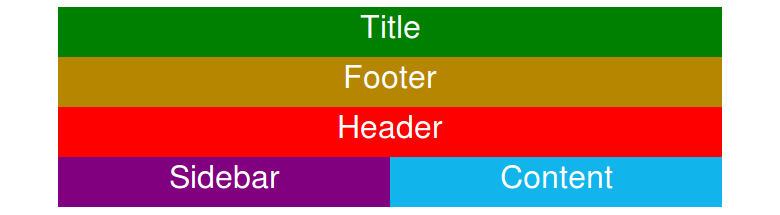 Title
Footer
Header
Sidebar
Content